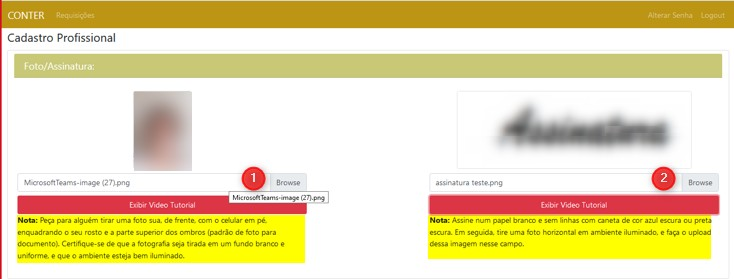 CONTER Requisições Alterar Senha Logout
Cadastro Profissional
Foto/Assinatura:
Assinatura
MicrosoftTeams-image (27).png 1 Browse
assinatura teste.png 2 Browse
MicrosoftTeams-image (27).png
Exibir Video Tutorial
Nota: Peça para alguém tirar uma foto sua, de frente, com o celular em pé,
enquadrando o seu rosto e a parte superior dos ombros (padrão de foto para
documento). Certifique-se de que a fotografia seja tirada em um fundo branco e
uniforme, e que o ambiente esteja bem iluminado.
Exibir Video Tutorial
Nota: Assine num papel branco e sem linhas com caneta de cor azul escura ou preta
escura. Em seguida, tire uma foto horizontal em ambiente iluminado, e faça o upload
dessa imagem nesse campo.